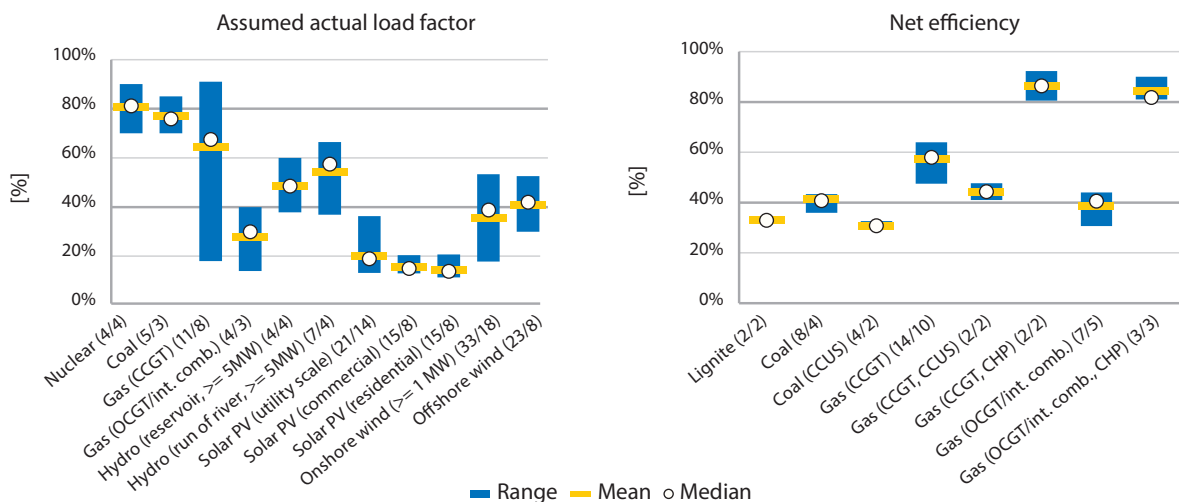 Assumed actual load factor
[%]
100%
80%
60%
40%
20%
0%
Nuclear (4/4)
Coal (5/3)
Gas (CCGT) (11/8)
Gas (OCGT/int. comb.) (4/3)
Hydro (reservoir, >= 5MW) (4/4)
Hydro (run of river, >= 5MW) (7/4)
Solar PV (utility scale) (21/14)
Solar PV (commercial) (15/8)
Solar PV (residential) (15/8)
Onshore wind (>= 1 MW) (33/18)
Offshore wind (23/8)
Net efficiency
[%]
100%
80%
60%
40%
20%
0%
Lignite (2/2)
Coal (8/4)
Coal (CCUS) (4/2)
Gas (CCGT) (14/10)
Gas (CCGT, CCUS) (2/2)
Gas (CCGT, CHP) (2/2)
Gas (OCGT/int. comb.) (7/5)
Gas (OCGT/int. comb., CHP) (3/3)
Range Mean Median